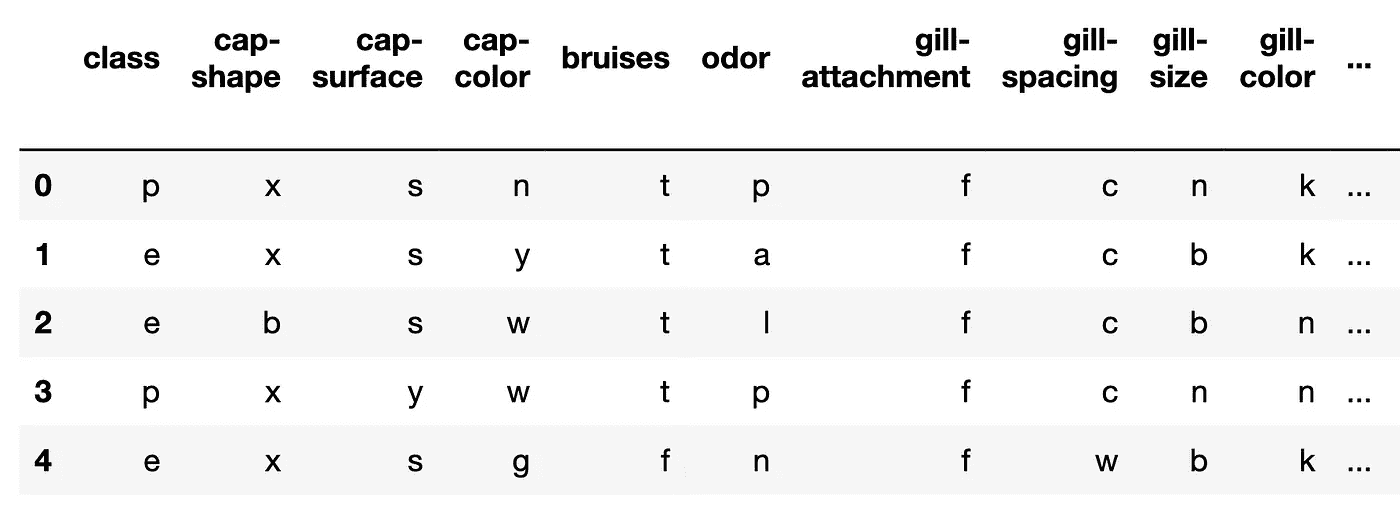 class cap-shape cap-surface cap-color bruises odor gill-attachment gill-spacing gill-size gill-color ...
0 p x s n t p f c n k ...
1 e x s y t a f c b k ...
2 e b s w t l f c b n ...
3 p x y w t p f c n n ...
4 e x s g f n f w b k ...